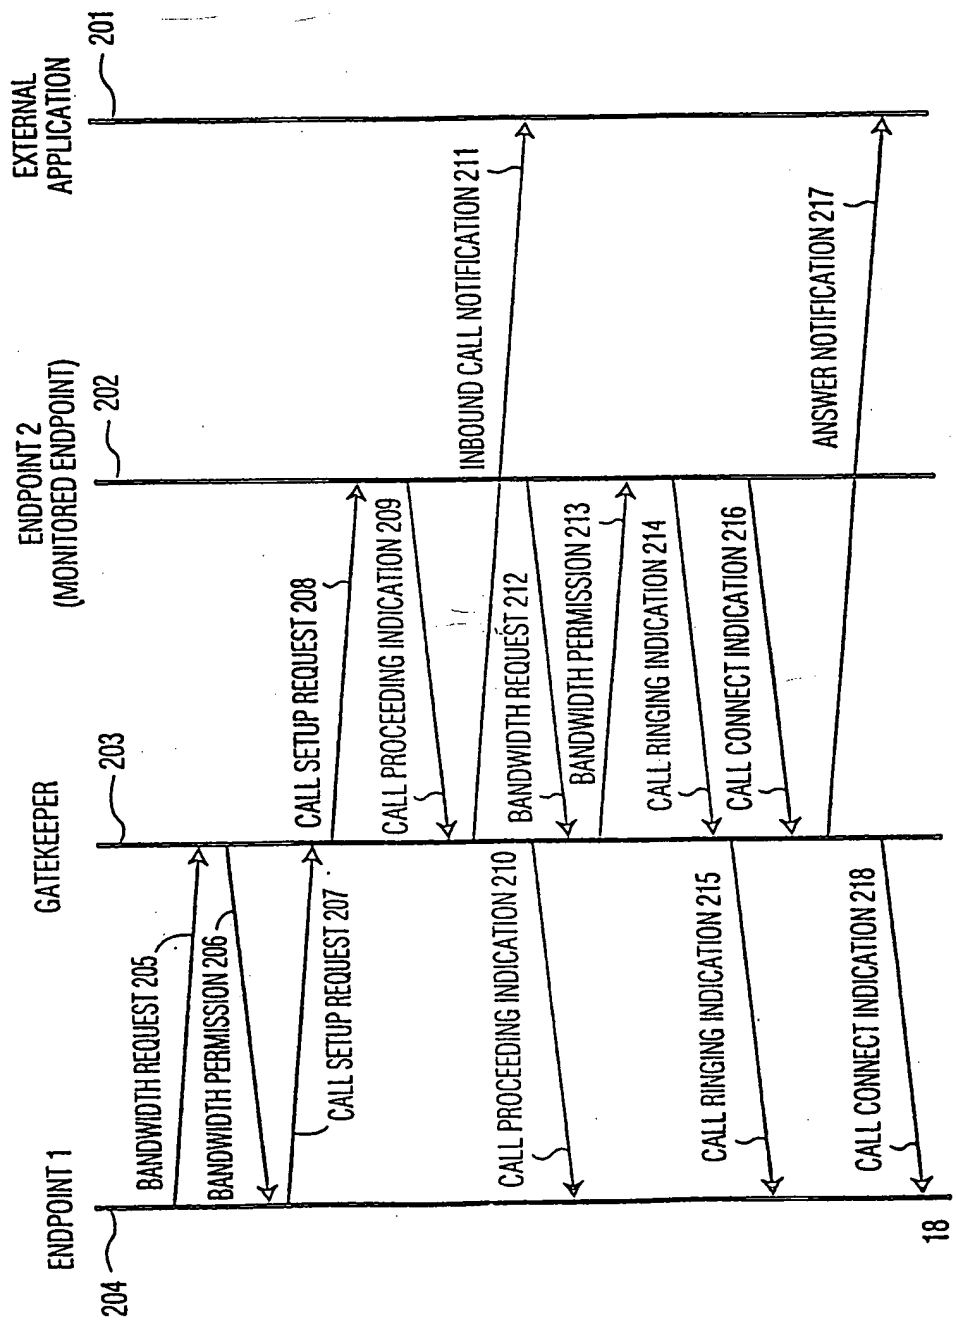 ENDPOINT 1
204
GATEKEEPER
203
ENDPOINT 2
(MONITORED ENDPOINT)
202
EXTERNAL
APPLICATION
201
BANDWIDTH REQUEST 205
BANDWIDTH PERMISSION 206
CALL SETUP REQUEST 207
CALL SETUP REQUEST 208
CALL PROCEEDING INDICATION 209
CALL PROCEEDING INDICATION 210
INBOUND CALL NOTIFICATION 211
BANDWIDTH REQUEST 212
BANDWIDTH PERMISSION 213
CALL RINGING INDICATION 214
CALL RINGING INDICATION 215
CALL CONNECT INDICATION 216
ANSWER NOTIFICATION 217
CALL CONNECT INDICATION 218
18